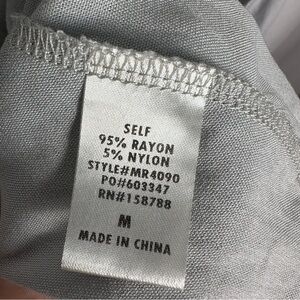 SELF
95% RAYON
5% NYLON
STYLE#MR4090
PO#603347
RN#158788
M
MADE IN CHINA